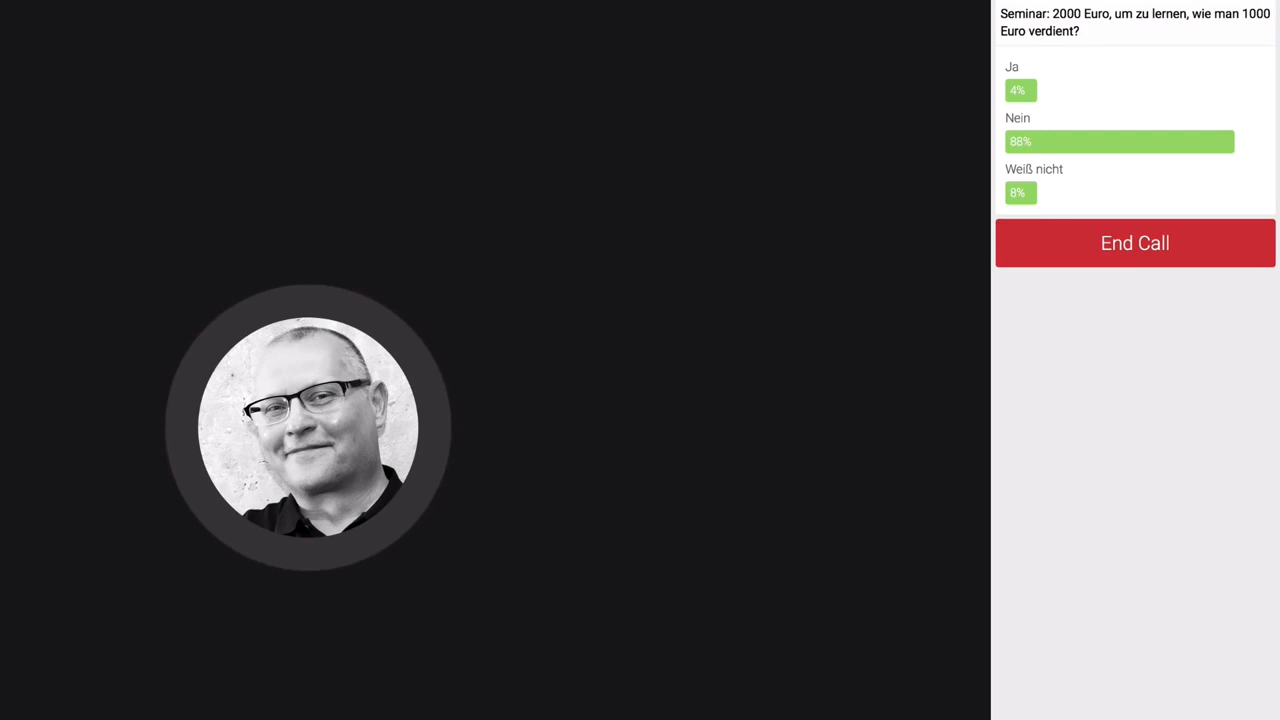 Seminar: 2000 Euro, um zu lernen, wie man 1000
Euro verdient?
Ja
4%
Nein
88%
Weiß nicht
8%
End Call